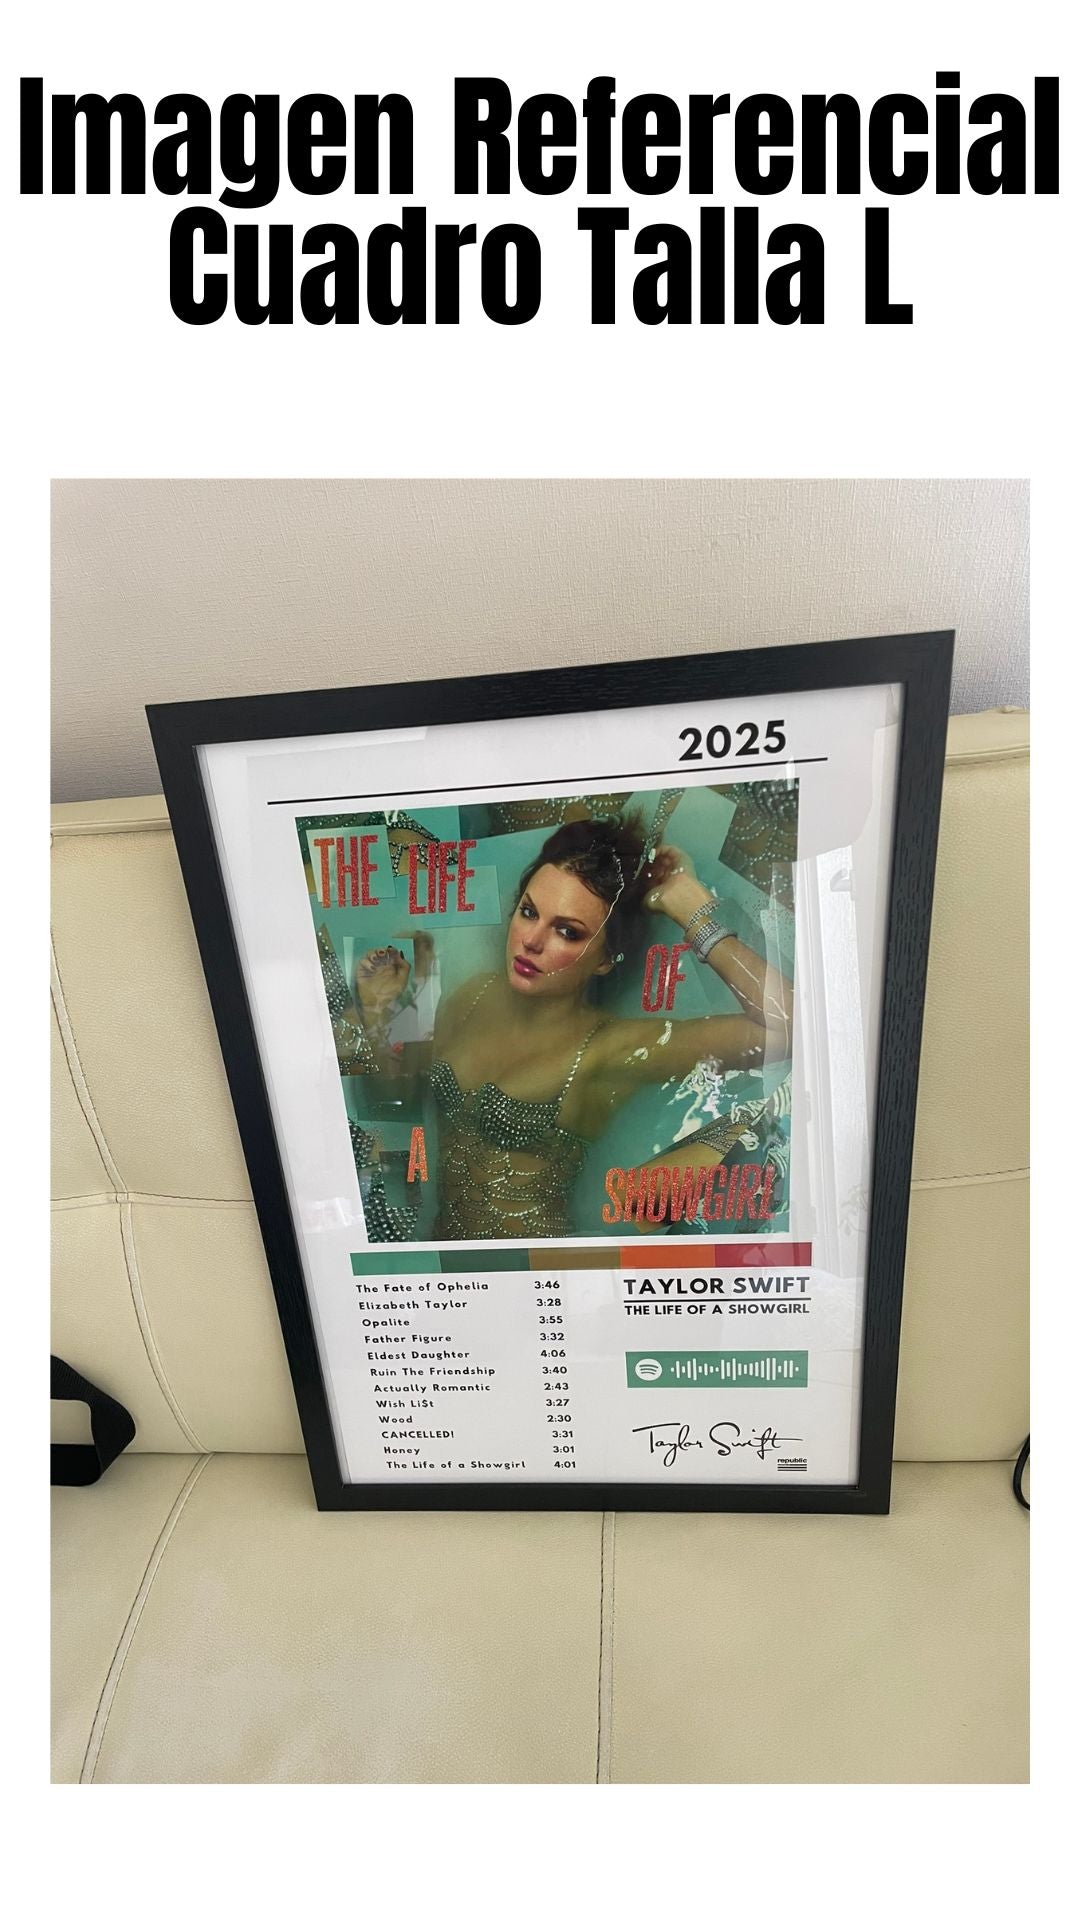 Imagen Referencial
Cuadro Talla L
2025
THE LIFE
OF
A
SHOWGIRL
The Fate of Ophelia 3:46
Elizabeth Taylor 3:28
Opalite 3:55
Father Figure 3:32
Eldest Daughter 4:06
Ruin The Friendship 3:40
Actually Romantic 2:43
Wish Li$t 3:27
Wood 2:30
CANCELLED! 3:31
Honey 3:01
The Life of a Showgirl 4:01
TAYLOR SWIFT
THE LIFE OF A SHOWGIRL
Taylor Swift
republic